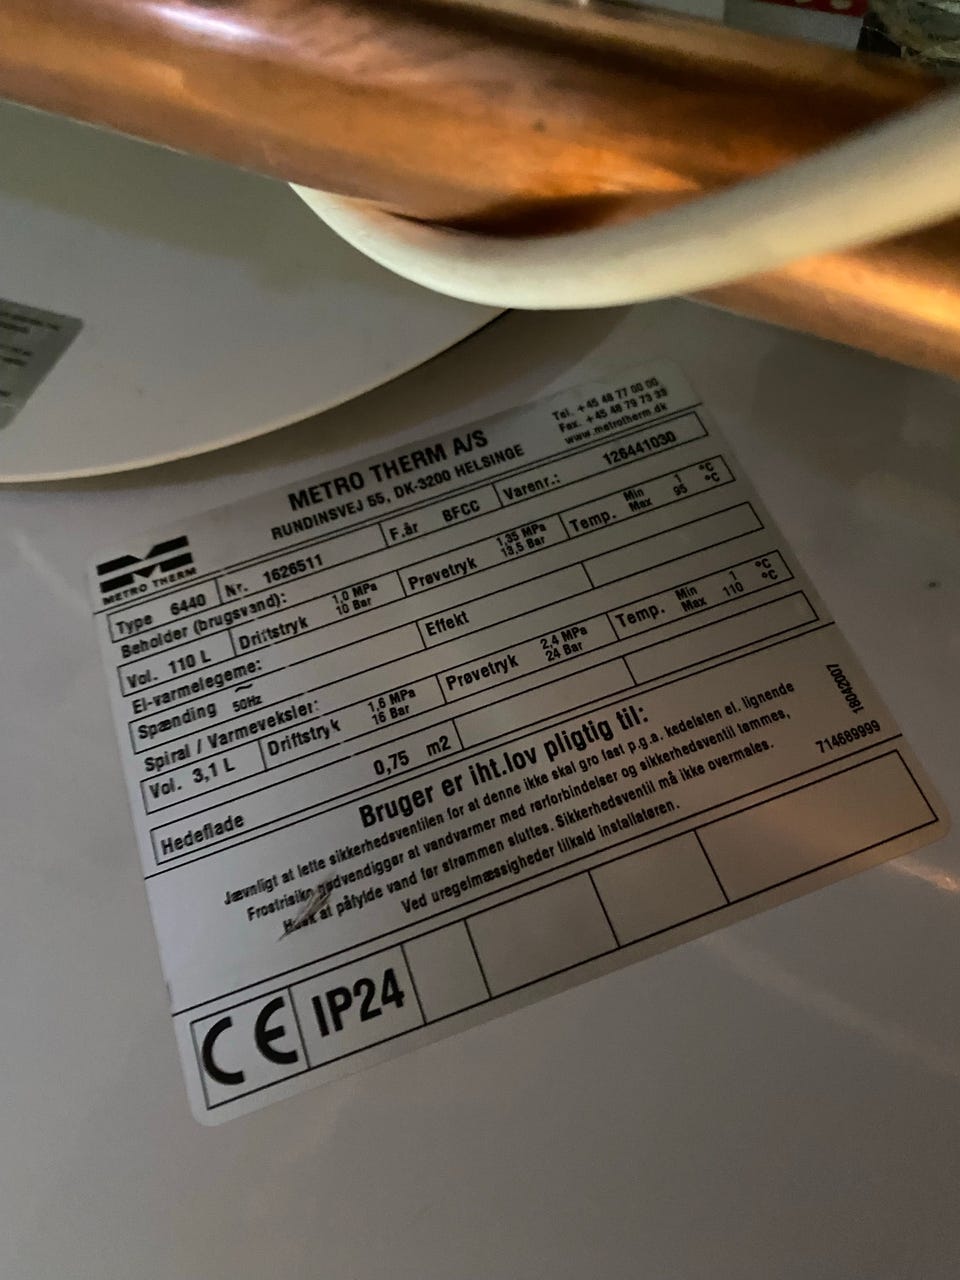 METRO THERM A/S
RUNDINSVEJ 55, DK-3200 HELSINGE
Tel. +45 48 77 00 00
Fax. +45 48 79 73 33
www.metrotherm.dk
METRO THERM
Type 6440 Nr. 1626511 F.år BFCC Varenr.: 126441030
Beholder (brugsvand):
Vol. 110 L Driftstryk 1,0 MPa 10 Bar Prøvetryk 1,35 MPa 13,5 Bar Temp. Min 1 °C Max 95 °C
El-varmelegeme:
Spænding ~ 50Hz Effekt
Spiral / Varmeveksler:
Vol. 3,1 L Driftstryk 1,6 MPa 16 Bar Prøvetryk 2,4 MPa 24 Bar Temp. Min 1 °C Max 110 °C
Hedeflade 0,75 m2
Bruger er iht.lov pligtig til:
Jævnligt at lette sikkerhedsventilen for at denne ikke skal gro fast p.g.a. kedelsten el. lignende
Frostrisiko nødvendiggør at vandvarmer med rørforbindelser og sikkerhedsventil tømmes,
Husk at påfylde vand før strømmen sluttes. Sikkerhedsventil må ikke overmales.
Ved uregelmæssigheder tilkald installatøren.
18042007
714689999
CE IP24